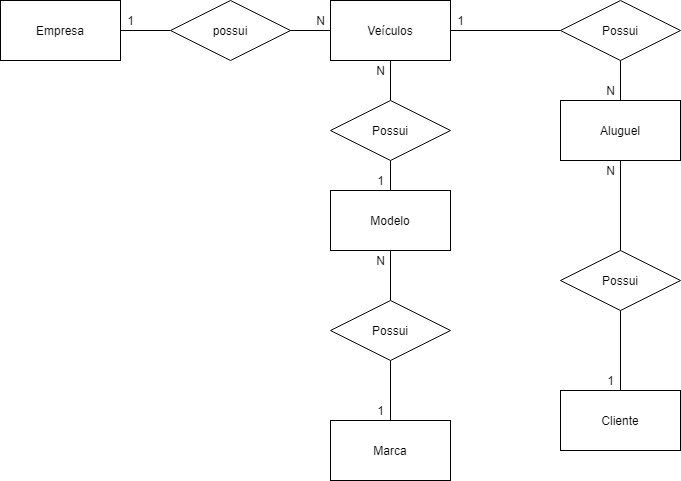 Empresa
1
possui
N
Veículos
1
Possui
N
N
Possui
Aluguel
1
N
Modelo
N
Possui
Possui
1
1
Cliente
Marca